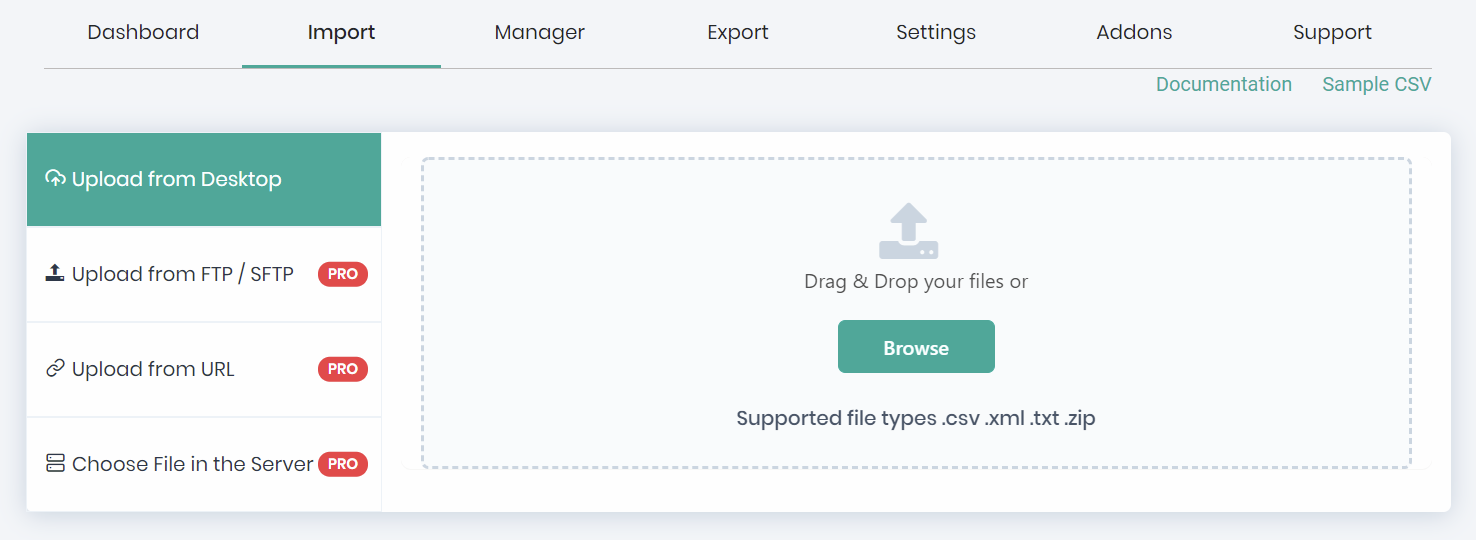 Dashboard Import Manager Export Settings Addons Support
Documentation Sample CSV
Upload from Desktop
Upload from FTP / SFTP PRO
Upload from URL PRO
Choose File in the Server PRO
Drag & Drop your files or
Browse
Supported file types .csv .xml .txt .zip